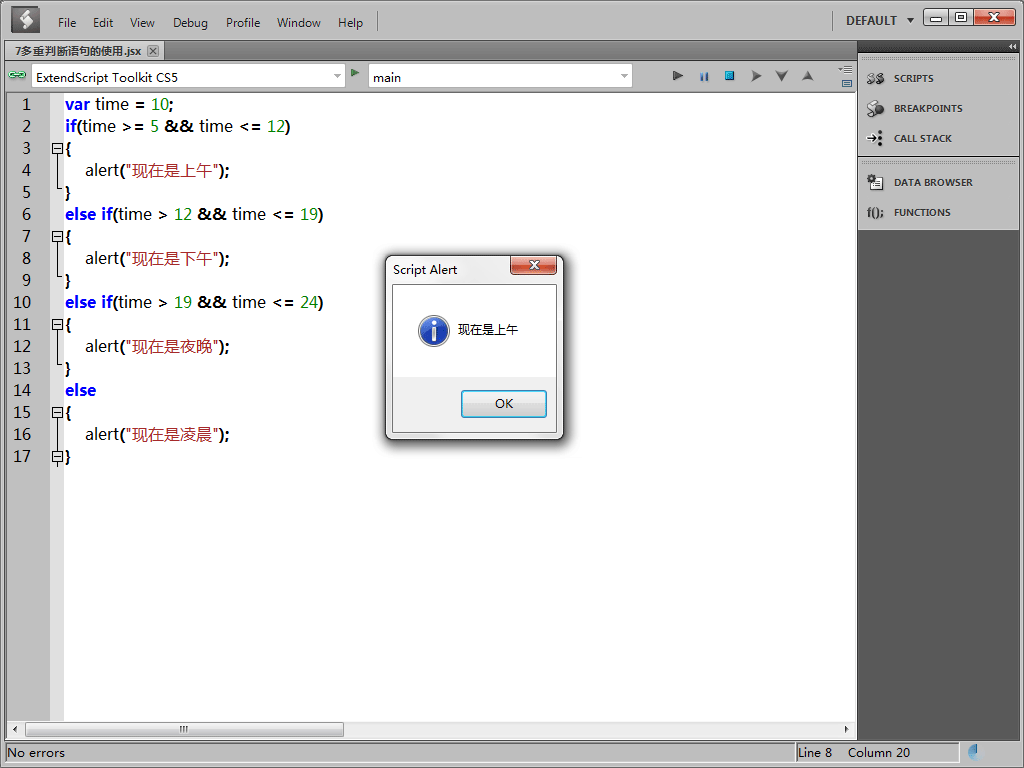 File Edit View Debug Profile Window Help DEFAULT
7多重判断语句的使用.jsx
ExtendScript Toolkit CS5 main
SCRIPTS
BREAKPOINTS
CALL STACK
DATA BROWSER
f(); FUNCTIONS
1 var time = 10;
2 if(time >= 5 && time <= 12)
3 {
4 alert("现在是上午");
5 }
6 else if(time > 12 && time <= 19)
7 {
8 alert("现在是下午");
9 }
10 else if(time > 19 && time <= 24)
11 {
12 alert("现在是夜晚");
13 }
14 else
15 {
16 alert("现在是凌晨");
17 }
Script Alert
现在是上午
OK
No errors Line 8 Column 20